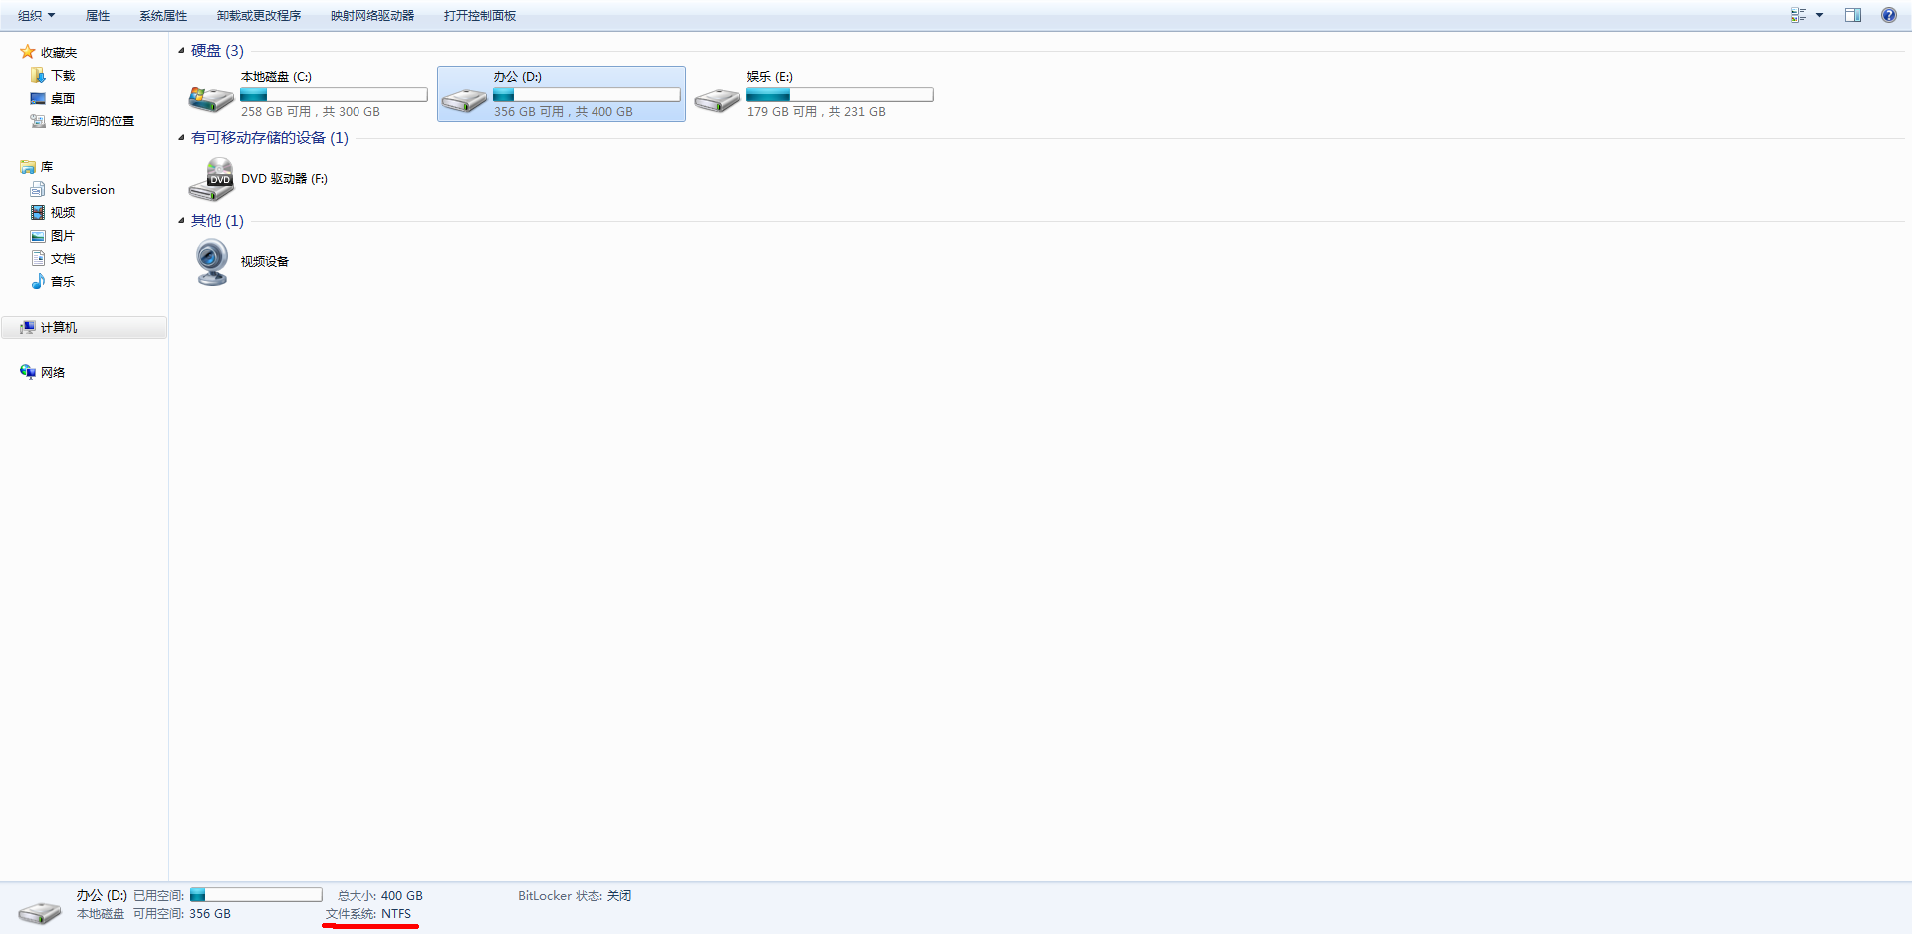 组织 属性 系统属性 卸载或更改程序 映射网络驱动器 打开控制面板
收藏夹
下载
桌面
最近访问的位置
库
Subversion
视频
图片
文档
音乐
计算机
网络
硬盘 (3)
本地磁盘 (C:)
258 GB 可用，共 300 GB
办公 (D:)
356 GB 可用，共 400 GB
娱乐 (E:)
179 GB 可用，共 231 GB
有可移动存储的设备 (1)
DVD
DVD 驱动器 (F:)
其他 (1)
视频设备
办公 (D:) 已用空间: 总大小: 400 GB BitLocker 状态: 关闭
本地磁盘 可用空间: 356 GB 文件系统: NTFS